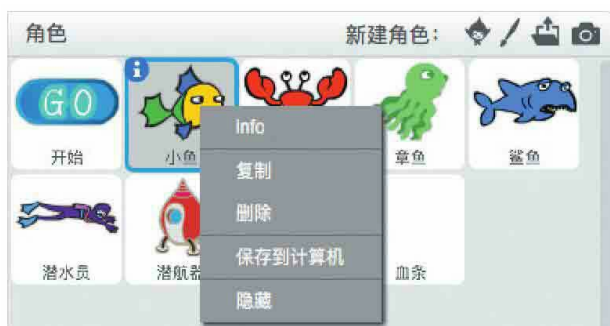 角色
新建角色：
GO
开始
小鱼
章鱼
鲨鱼
Info
复制
删除
保存到计算机
隐藏
潜水员
潜航器
血条